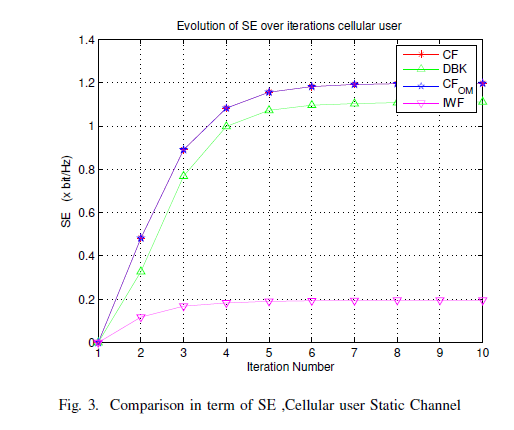 Evolution of SE over iterations cellular user
1.4
1.2
1
0.8
0.6
0.4
0.2
0
SE (x bit/Hz)
1 2 3 4 5 6 7 8 9 10
Iteration Number
CF
DBK
CF_OM
IWF
Fig. 3. Comparison in term of SE ,Cellular user Static Channel